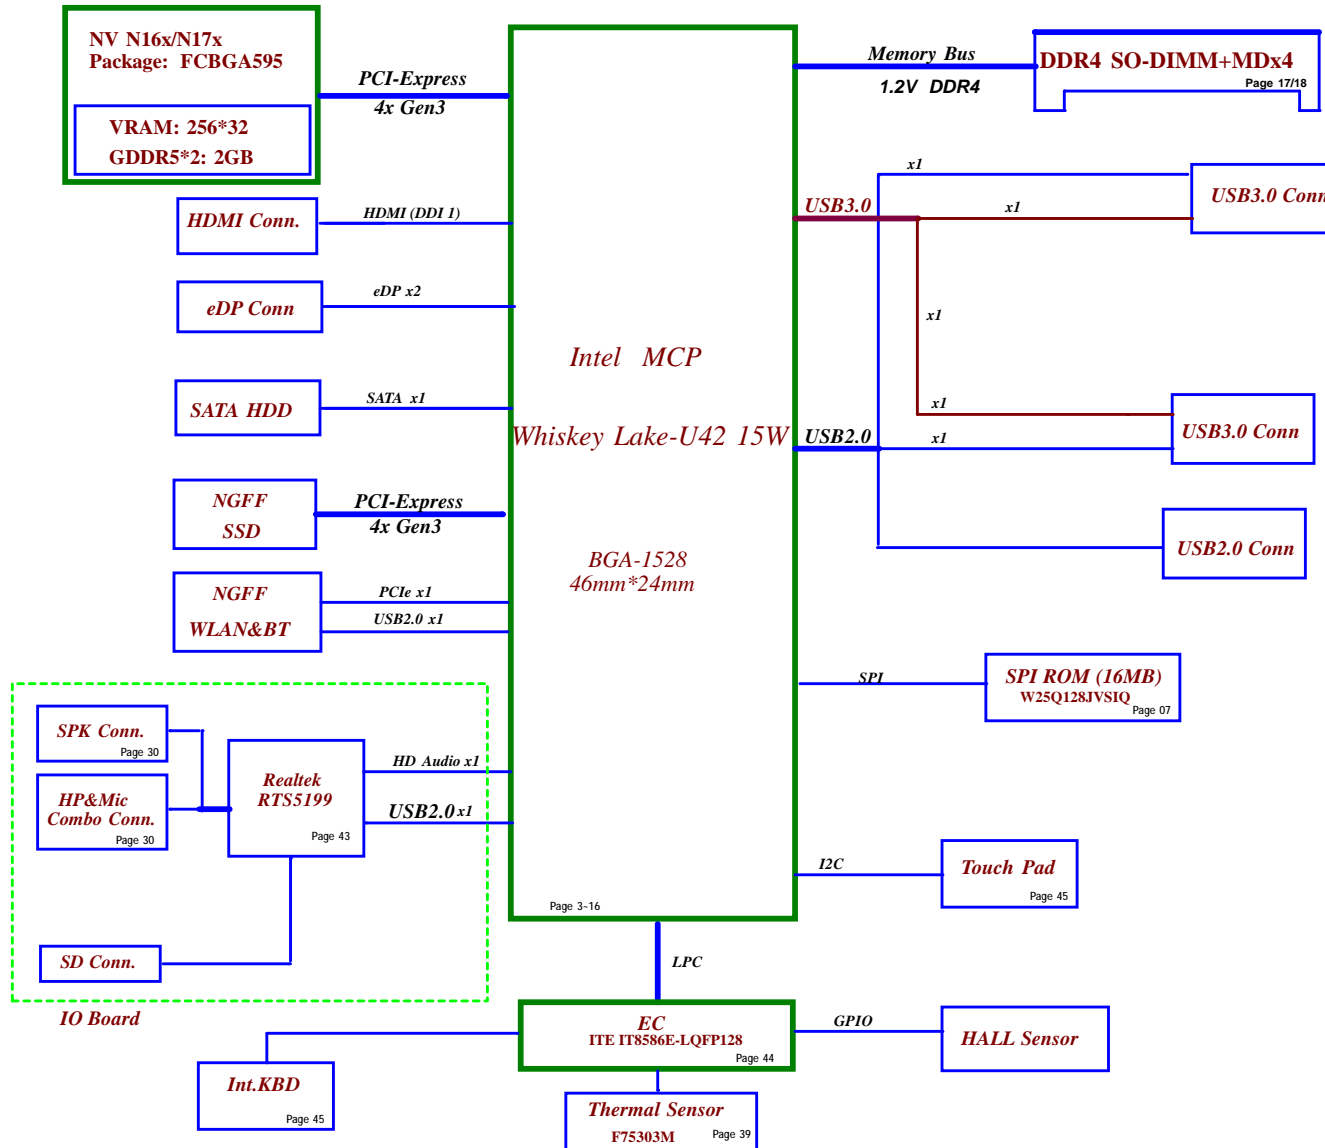 NV N16x/N17x
Package: FCBGA595
VRAM: 256*32
GDDR5*2: 2GB
PCI-Express
4x Gen3
HDMI Conn.
HDMI (DDI 1)
eDP Conn
eDP x2
SATA HDD
SATA x1
NGFF
SSD
PCI-Express
4x Gen3
NGFF
WLAN&BT
PCIe x1
USB2.0 x1
SPK Conn.
Page 30
HP&Mic
Combo Conn.
Page 30
Realtek
RTS5199
Page 43
HD Audio x1
USB2.0 x1
SD Conn.
IO Board
Intel MCP
Whiskey Lake-U42 15W
BGA-1528
46mm*24mm
Page 3~16
Memory Bus
1.2V DDR4
DDR4 SO-DIMM+MDx4
Page 17/18
USB3.0
x1
x1
USB3.0 Conn
x1
USB2.0
x1
x1
USB3.0 Conn
USB2.0 Conn
SPI
SPI ROM (16MB)
W25Q128JVSIQ
Page 07
I2C
Touch Pad
Page 45
LPC
EC
ITE IT8586E-LQFP128
Page 44
GPIO
HALL Sensor
Int.KBD
Page 45
Thermal Sensor
F75303M
Page 39